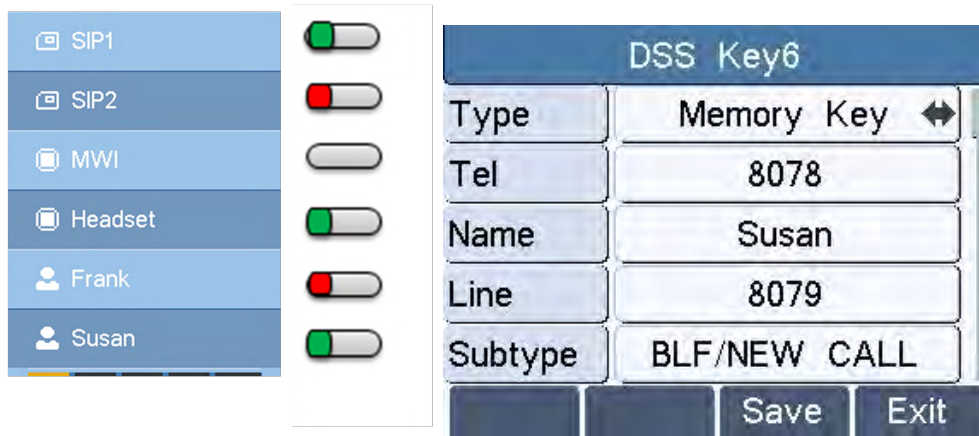 SIP1
SIP2
MWI
Headset
Frank
Susan
DSS Key6
Type Memory Key
Tel 8078
Name Susan
Line 8079
Subtype BLF/NEW CALL
Save Exit